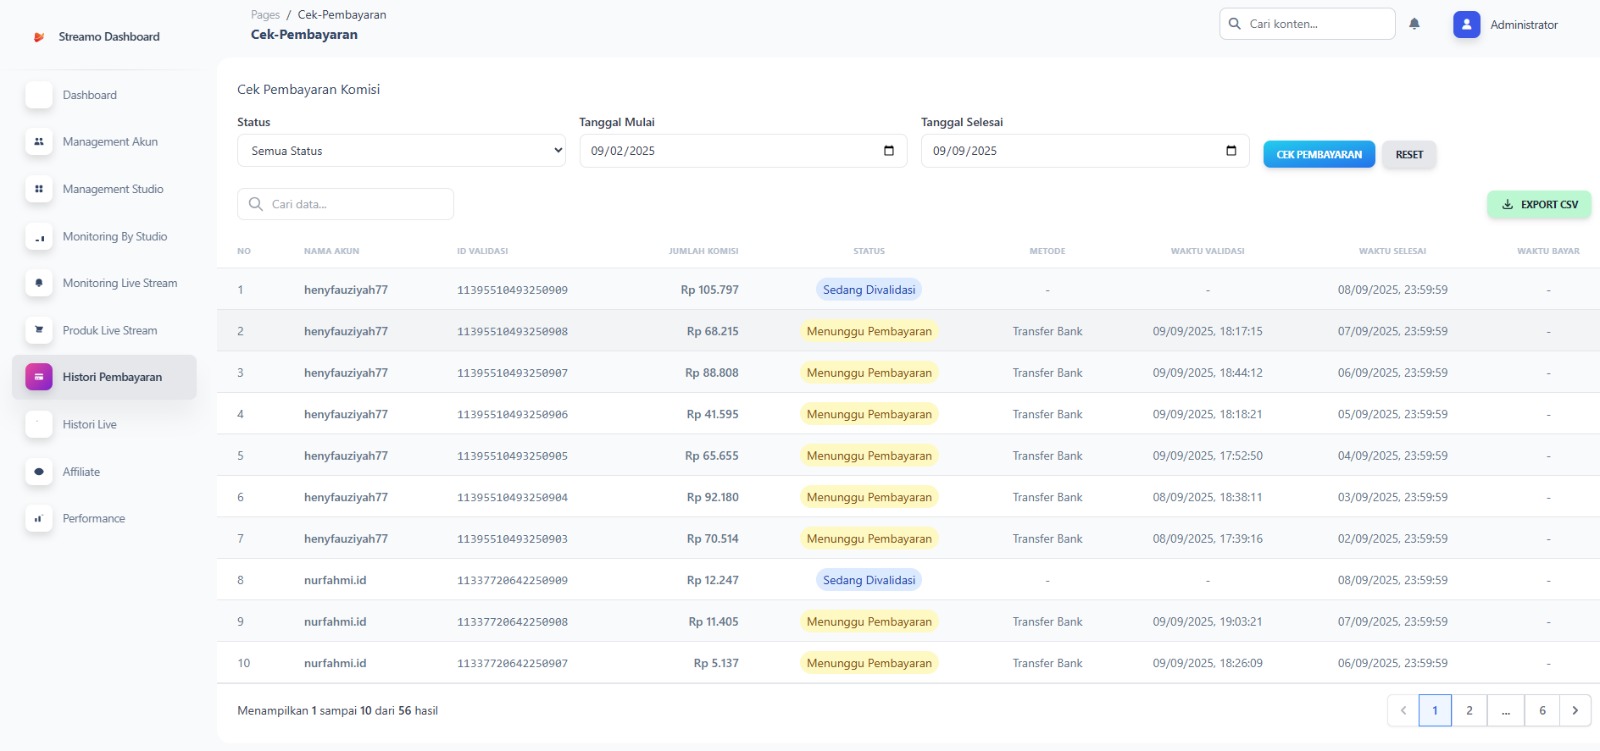 Streamo Dashboard
Dashboard
Management Akun
Management Studio
Monitoring By Studio
Monitoring Live Stream
Produk Live Stream
Histori Pembayaran
Histori Live
Affiliate
Performance
Pages / Cek-Pembayaran
Cek-Pembayaran
Cari konten...
Administrator
Cek Pembayaran Komisi
Status Tanggal Mulai Tanggal Selesai
Semua Status 09/02/2025 09/09/2025 CEK PEMBAYARAN RESET
Cari data... EXPORT CSV
NO NAMA AKUN ID VALIDASI JUMLAH KOMISI STATUS METODE WAKTU VALIDASI WAKTU SELESAI WAKTU BAYAR
1 henyfauziyah77 11395510493250909 Rp 105.797 Sedang Divalidasi - - 08/09/2025, 23:59:59 -
2 henyfauziyah77 11395510493250908 Rp 68.215 Menunggu Pembayaran Transfer Bank 09/09/2025, 18:17:15 07/09/2025, 23:59:59 -
3 henyfauziyah77 11395510493250907 Rp 88.808 Menunggu Pembayaran Transfer Bank 09/09/2025, 18:44:12 06/09/2025, 23:59:59 -
4 henyfauziyah77 11395510493250906 Rp 41.595 Menunggu Pembayaran Transfer Bank 09/09/2025, 18:18:21 05/09/2025, 23:59:59 -
5 henyfauziyah77 11395510493250905 Rp 65.655 Menunggu Pembayaran Transfer Bank 09/09/2025, 17:52:50 04/09/2025, 23:59:59 -
6 henyfauziyah77 11395510493250904 Rp 92.180 Menunggu Pembayaran Transfer Bank 08/09/2025, 18:38:11 03/09/2025, 23:59:59 -
7 henyfauziyah77 11395510493250903 Rp 70.514 Menunggu Pembayaran Transfer Bank 08/09/2025, 17:39:16 02/09/2025, 23:59:59 -
8 nurfahmi.id 11337720642250909 Rp 12.247 Sedang Divalidasi - - 08/09/2025, 23:59:59 -
9 nurfahmi.id 11337720642250908 Rp 11.405 Menunggu Pembayaran Transfer Bank 09/09/2025, 19:03:21 07/09/2025, 23:59:59 -
10 nurfahmi.id 11337720642250907 Rp 5.137 Menunggu Pembayaran Transfer Bank 09/09/2025, 18:26:09 06/09/2025, 23:59:59 -
Menampilkan 1 sampai 10 dari 56 hasil
1 2 ... 6